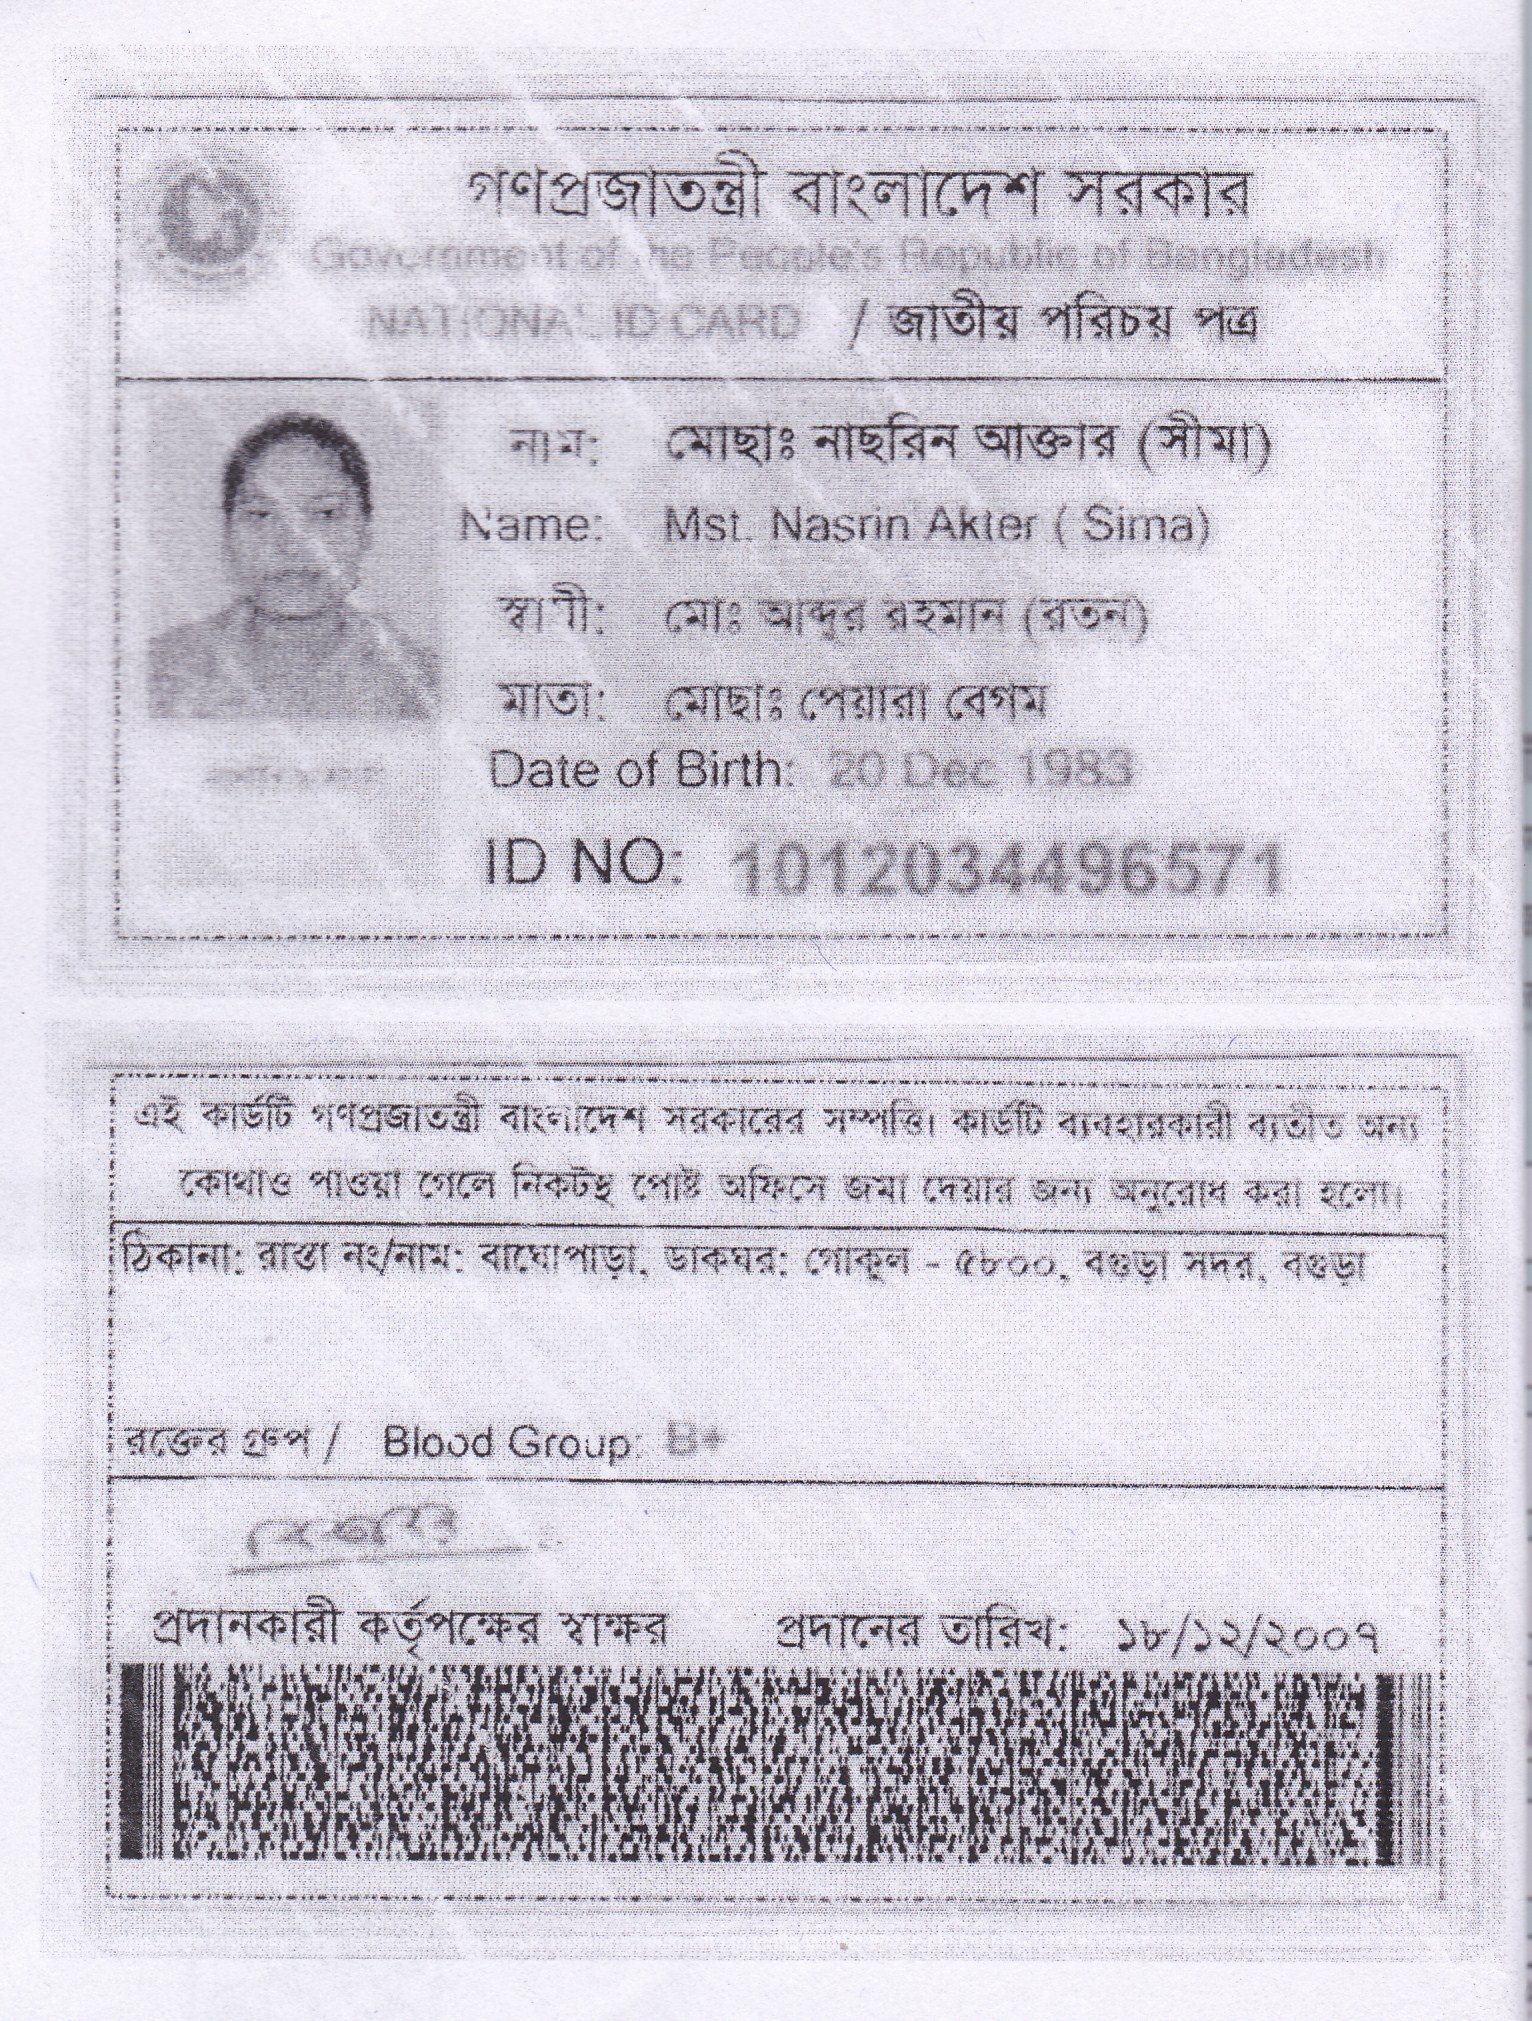 গণপ্রজাতন্ত্রী বাংলাদেশ সরকার
Government of the People's Republic of Bangladesh
NATIONAL ID CARD / জাতীয় পরিচয় পত্র
নাম: মোছাঃ নাছরিন আক্তার (সীমা)
Name: Mst. Nasrin Akter ( Sima)
স্বামী: মোঃ আব্দুর রহমান (রতন)
মাতা: মোছাঃ পেয়ারা বেগম
Date of Birth: 20 Dec 1983
ID NO: 1012034496571
এই কার্ডটি গণপ্রজাতন্ত্রী বাংলাদেশ সরকারের সম্পত্তি। কার্ডটি ব্যবহারকারী ব্যতীত অন্য
কোথাও পাওয়া গেলে নিকটস্থ পোষ্ট অফিসে জমা দেয়ার জন্য অনুরোধ করা হলো।
ঠিকানা: রাস্তা নং/নাম: বাঘোপাড়া, ডাকঘর: গোকুল - ৫৮০০, বগুড়া সদর, বগুড়া
রক্তের গ্রুপ / Blood Group: B+
প্রদানকারী কর্তৃপক্ষের স্বাক্ষর প্রদানের তারিখ: ১৮/১২/২০০৭